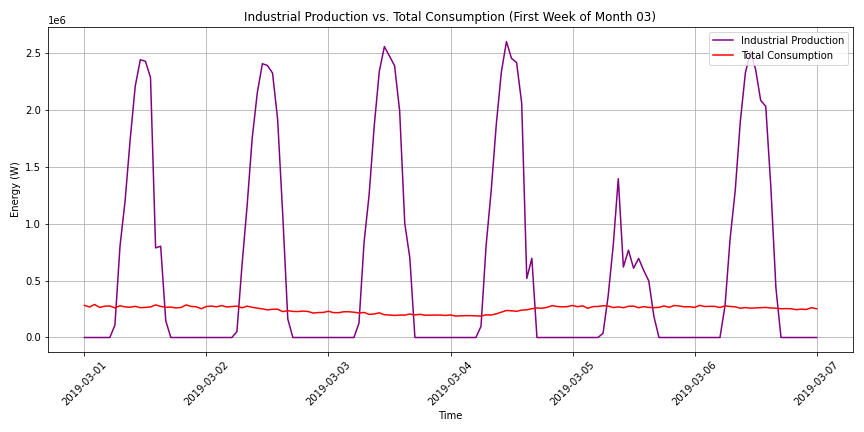 Industrial Production vs. Total Consumption (First Week of Month 03)
1e6
Industrial Production
Total Consumption
2.5
2.0
1.5
1.0
0.5
0.0
Energy (W)
2019-03-01
2019-03-02
2019-03-03
2019-03-04
2019-03-05
2019-03-06
2019-03-07
Time